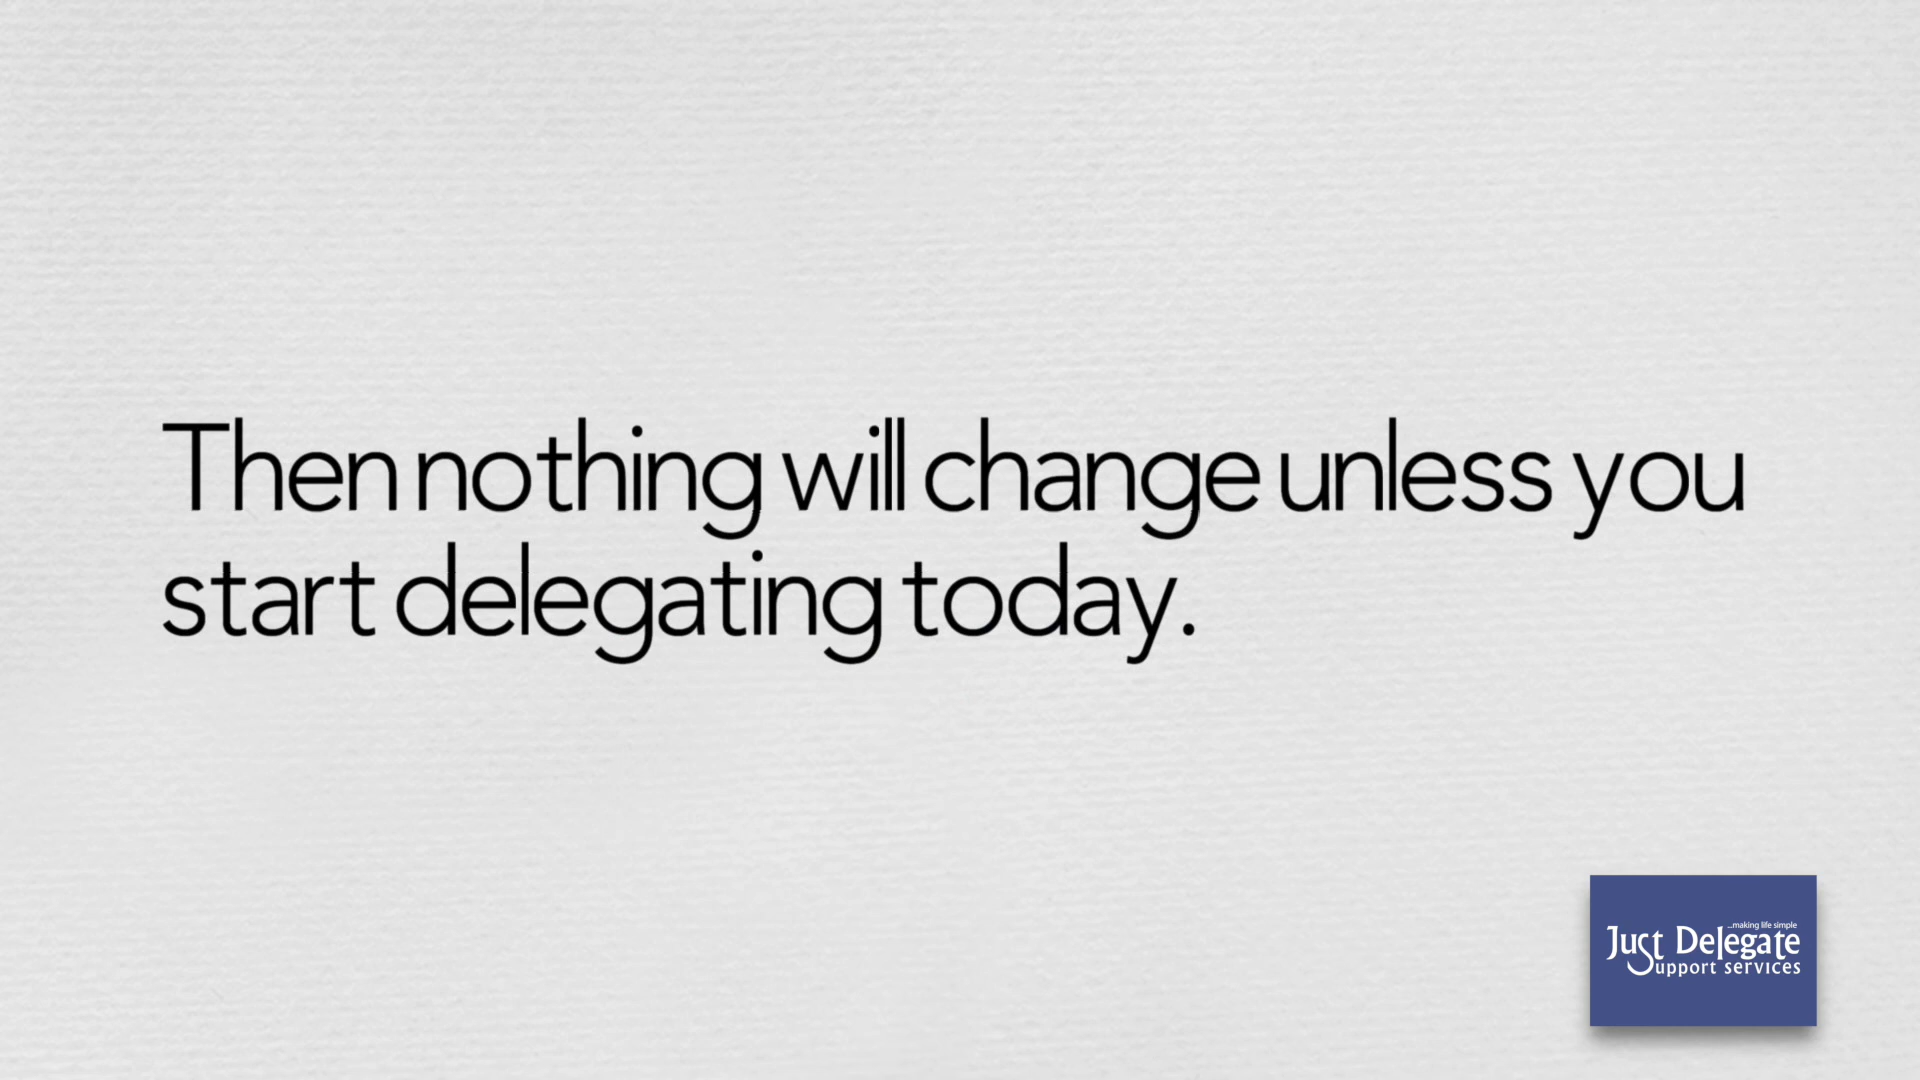 Then nothing will change unless you
start delegating today.
...making life simple
Just Delegate
Support services